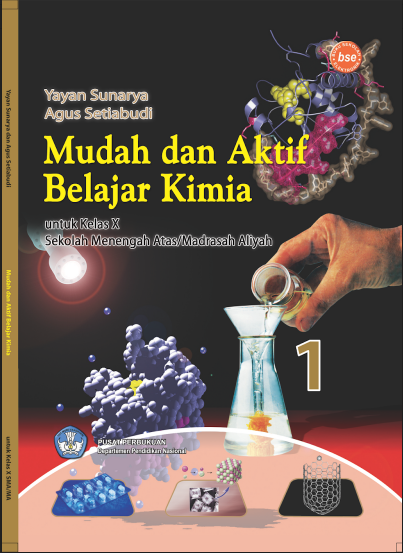 Yayan Sunarya dan Agus Setiabudi
Mudah dan Aktif Belajar Kimia
untuk Kelas X SMA/MA
bse
Yayan Sunarya
Agus Setiabudi
Mudah dan Aktif
Belajar Kimia
untuk Kelas X
Sekolah Menengah Atas/Madrasah Aliyah
1
PUSAT PERBUKUAN
Departemen Pendidikan Nasional